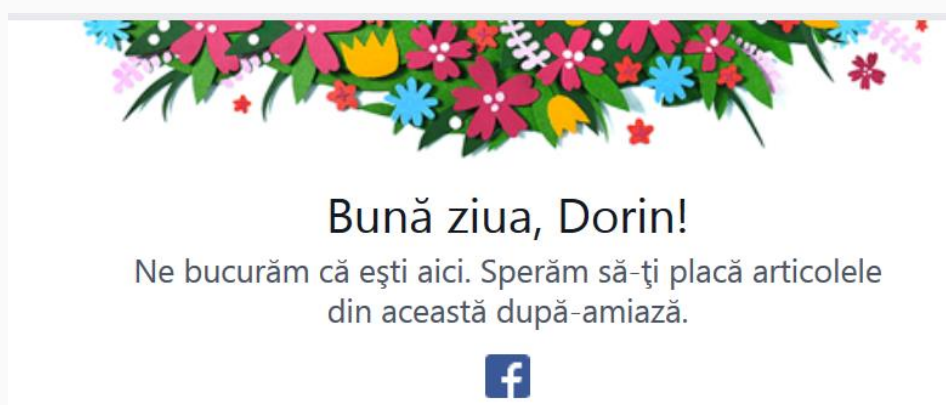 Bună ziua, Dorin!
Ne bucurăm că eşti aici. Sperăm să-ţi placă articolele
din această după-amiază.